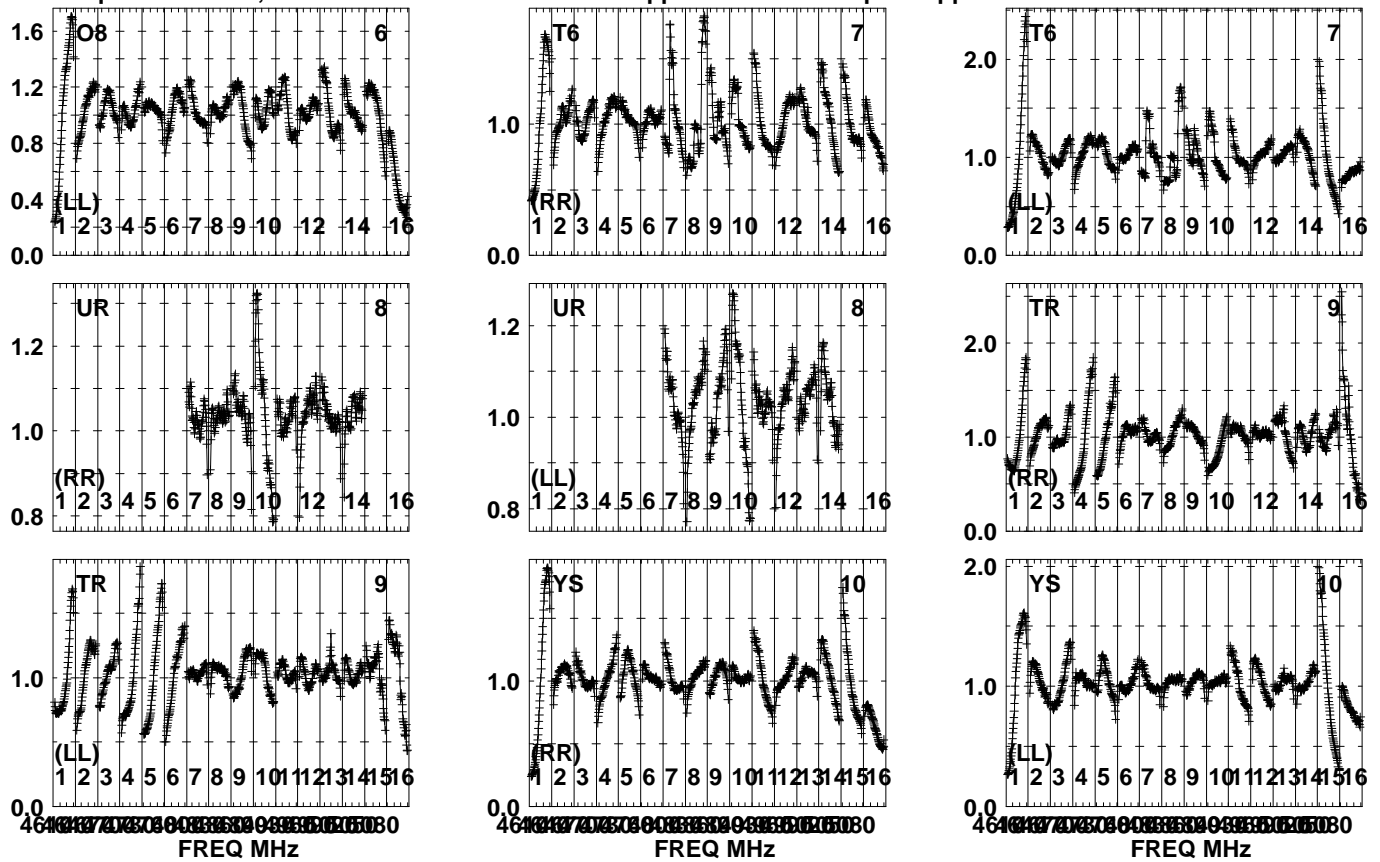 1.6 O8 6 T6 7 2.0 T6 7
1.2
0.8 1.0 1.0
0.4 (LL) (RR) (LL)
1 2 3 4 5 6 7 8 9 10 12 14 16 1 2 3 4 5 6 7 8 9 10 12 14 16 1 2 3 4 5 6 7 8 9 10 12 14 16
0.0 0.0 0.0
UR 8 UR 8 TR 9
1.2 1.2 2.0
1.0 1.0 1.0
(RR) (LL) (RR)
1 2 3 4 5 6 7 8 9 10 12 14 16 1 2 3 4 5 6 7 8 9 10 12 14 16 1 2 3 4 5 6 7 8 9 10 12 14 16
0.8 0.8 0.0
TR 9 YS 10 2.0 YS 10
1.0 1.0 1.0
(LL) (RR) (LL)
1 2 3 4 5 6 7 8 9 10 11 12 13 14 15 16 1 2 3 4 5 6 7 8 9 10 11 12 13 14 15 16 1 2 3 4 5 6 7 8 9 10 11 12 13 14 15 16
0.0 0.0 0.0
FREQ MHz FREQ MHz FREQ MHz